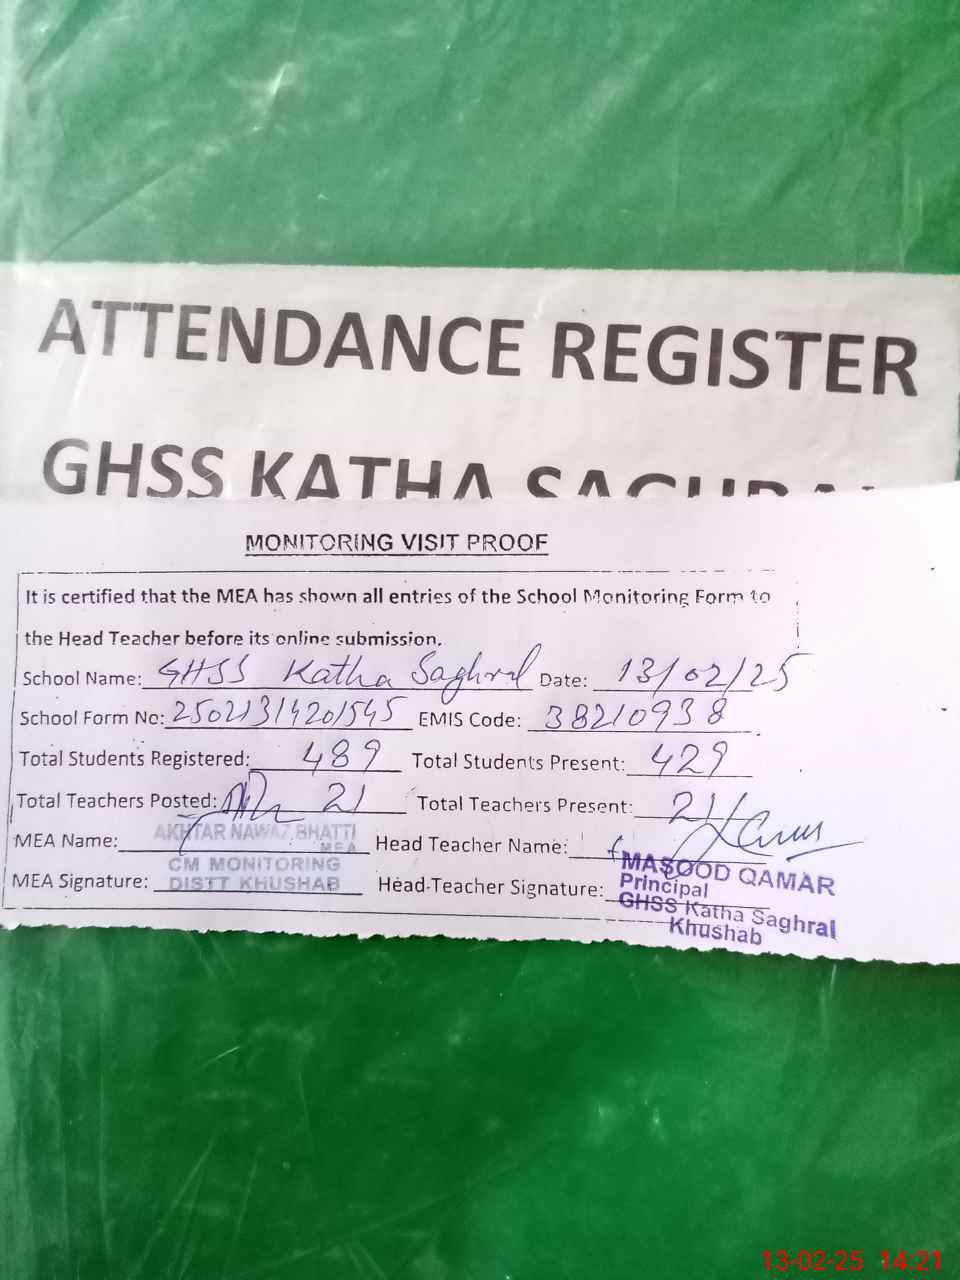 ATTENDANCE REGISTER
GHSS KATHA SAGHRAL
MONITORING VISIT PROOF
It is certified that the MEA has shown all entries of the School Monitoring Form to
the Head Teacher before its online submission.
School Name: GHSS Katha Saghral Date: 13/02/25
School Form No: 25021314201545 EMIS Code: 38210938
Total Students Registered: 489 Total Students Present: 429
Total Teachers Posted: 21 Total Teachers Present: 21
MEA Name: AKHTAR NAWAZ BHATTI Head Teacher Name:
MEA
CM MONITORING
MEA Signature: DISTT KHUSHAB Head-Teacher Signature:
MASOOD QAMAR
Principal
GHSS Katha Saghral
Khushab
13-02-25 14:21